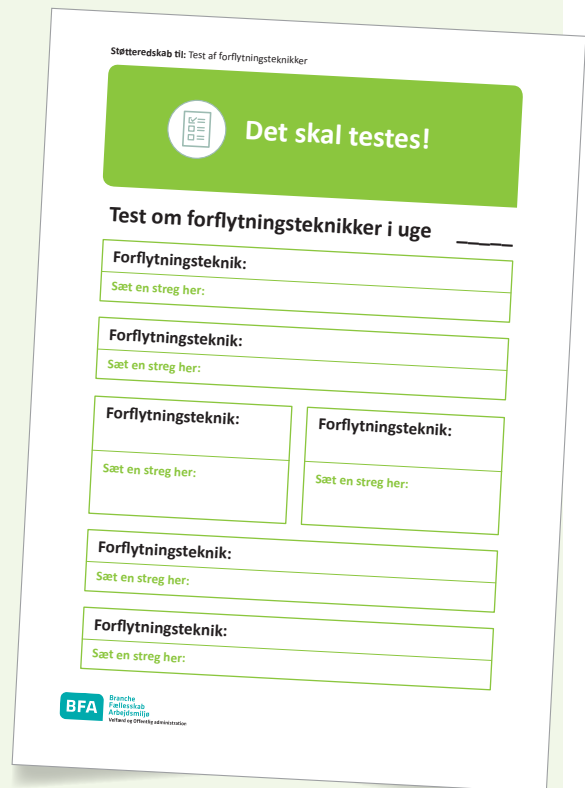 Støtteredskab til: Test af forflytningsteknikker
Det skal testes!
Test om forflytningsteknikker i uge
Forflytningsteknik:
Sæt en streg her:
Forflytningsteknik:
Sæt en streg her:
Forflytningsteknik:
Sæt en streg her:
Forflytningsteknik:
Sæt en streg her:
Forflytningsteknik:
Sæt en streg her:
Forflytningsteknik:
Sæt en streg her:
BFA
Branche
Fællesskab
Arbejdsmiljø
Velfærd og Offentlig administration